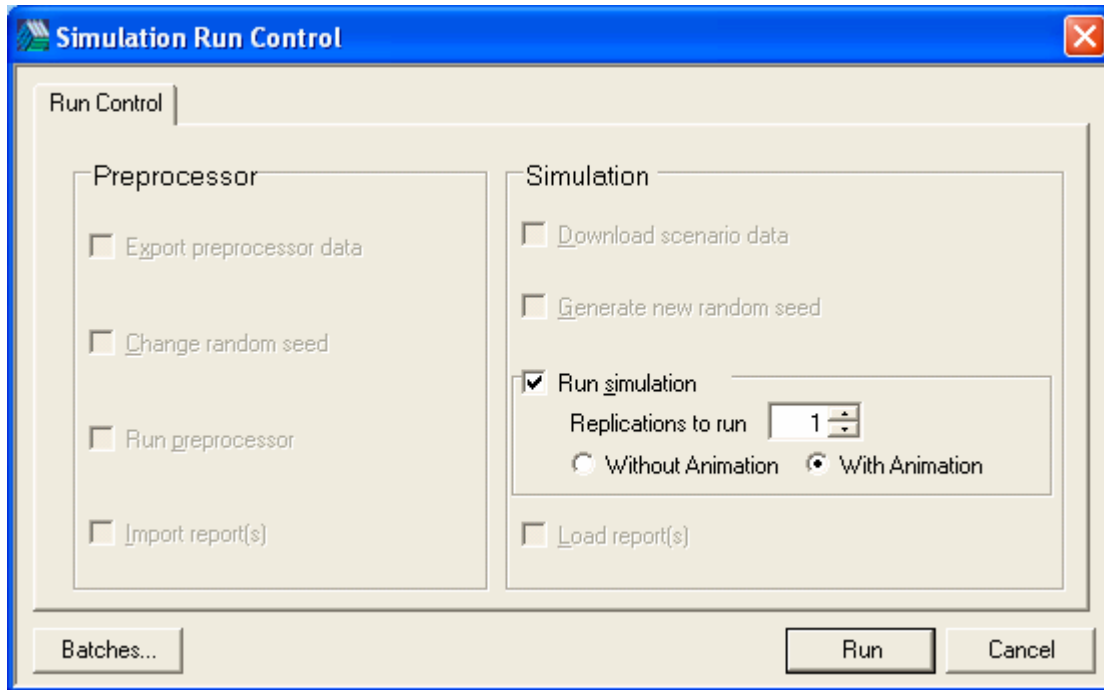 Simulation Run Control
Run Control
Preprocessor
Export preprocessor data
Change random seed
Run preprocessor
Import report(s)
Simulation
Download scenario data
Generate new random seed
Run simulation
Replications to run 1
Without Animation With Animation
Load report(s)
Batches... Run Cancel